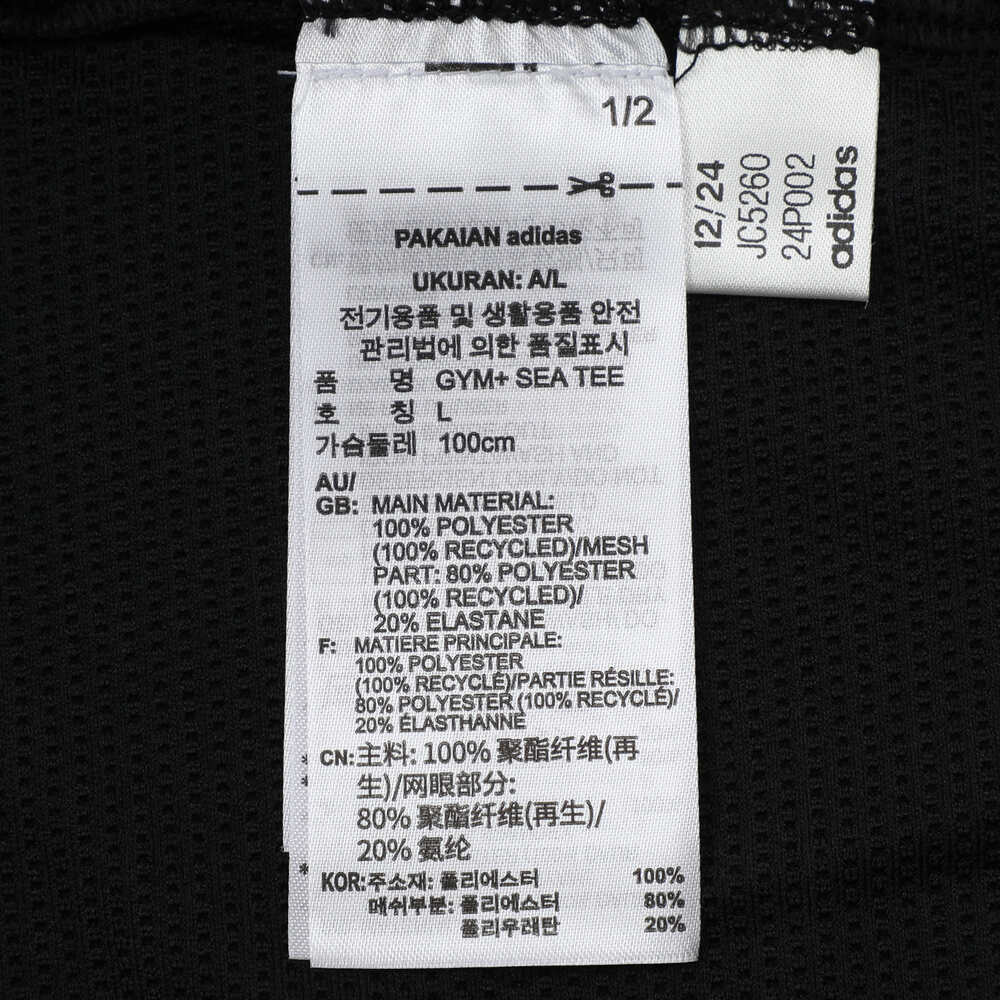 1/2
PAKAIAN adidas
UKURAN: A/L
전기용품 및 생활용품 안전
관리법에 의한 품질표시
품 명 GYM+ SEA TEE
호 칭 L
가슴둘레 100cm
AU/
GB: MAIN MATERIAL:
100% POLYESTER
(100% RECYCLED)/MESH
PART: 80% POLYESTER
(100% RECYCLED)/
20% ELASTANE
F: MATIERE PRINCIPALE:
100% POLYESTER
(100% RECYCLÉ)/PARTIE RÉSILLE:
80% POLYESTER (100% RECYCLÉ)/
20% ÉLASTHANNE
CN:主料: 100% 聚酯纤维(再
生)/网眼部分:
80% 聚酯纤维(再生)/
20% 氨纶
KOR:주소재: 폴리에스터 100%
메쉬부분: 폴리에스터 80%
폴리우레탄 20%
12/24
JC5260
24P002
adidas